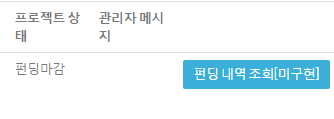 프로젝트 상
태
관리자 메시
지
펀딩마감
펀딩 내역 조회[미구현]